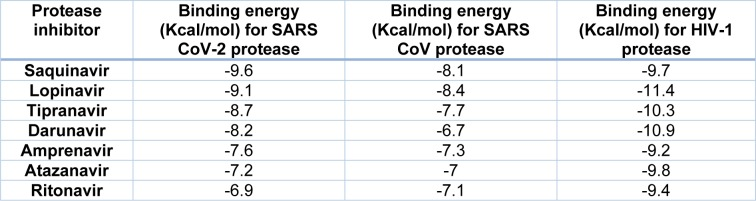 Protease inhibitor | Binding energy (Kcal/mol) for SARS CoV-2 protease | Binding energy (Kcal/mol) for SARS CoV protease | Binding energy (Kcal/mol) for HIV-1 protease
Saquinavir -9.6 -8.1 -9.7
Lopinavir -9.1 -8.4 -11.4
Tipranavir -8.7 -7.7 -10.3
Darunavir -8.2 -6.7 -10.9
Amprenavir -7.6 -7.3 -9.2
Atazanavir -7.2 -7 -9.8
Ritonavir -6.9 -7.1 -9.4